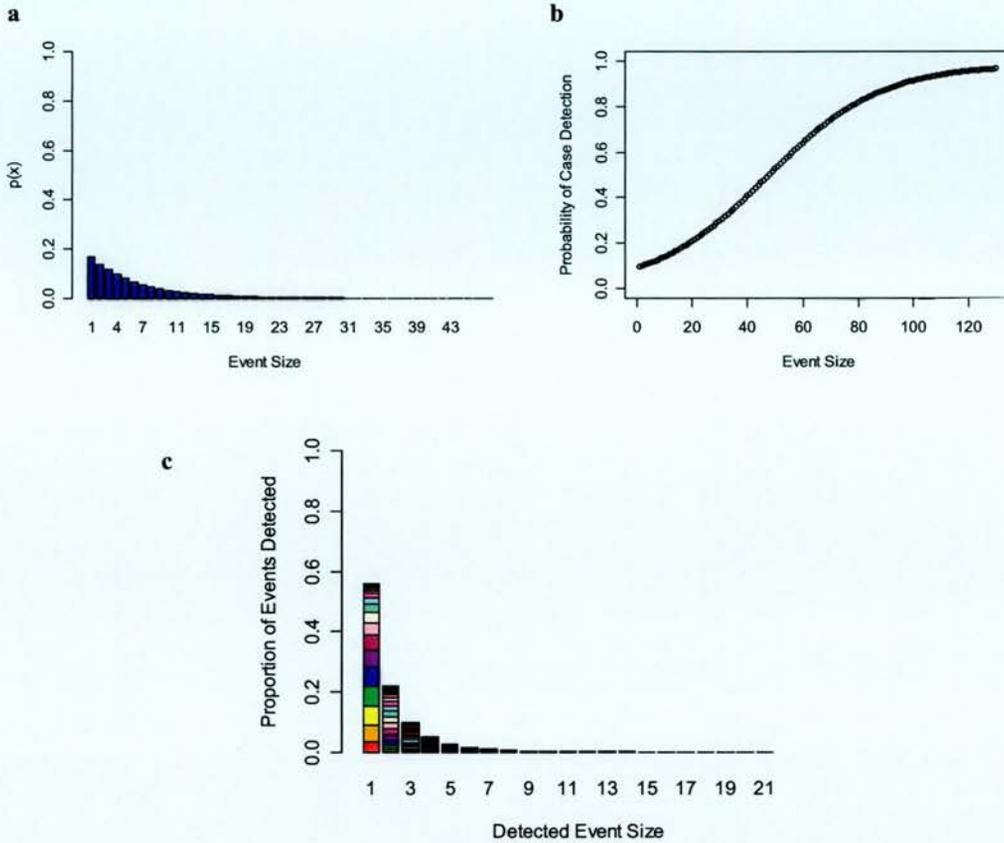 a
p(x)
1.0
0.8
0.6
0.4
0.2
0.0
1 4 7 11 15 19 23 27 31 35 39 43
Event Size
b
Probability of Case Detection
1.0
0.8
0.6
0.4
0.2
0.0
0 20 40 60 80 100 120
Event Size
c
Proportion of Events Detected
1.0
0.8
0.6
0.4
0.2
0.0
1 3 5 7 9 11 13 15 17 19 21
Detected Event Size